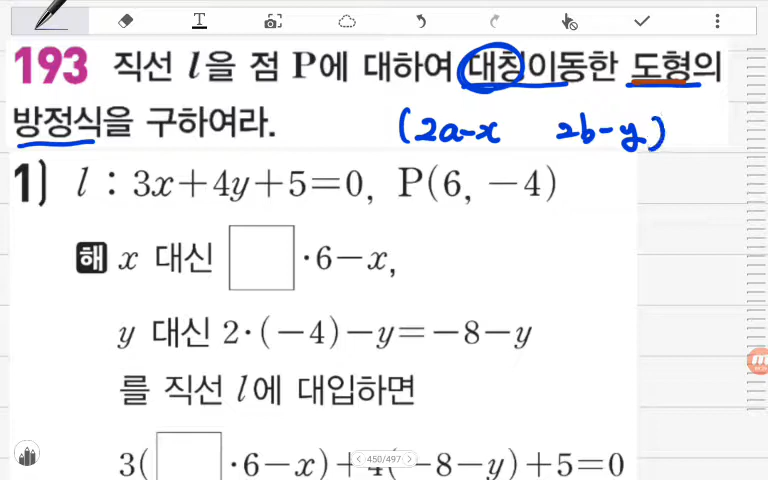 193 직선 l을 점 P에 대하여 대칭이동한 도형의
방정식을 구하여라.
(2a-x 2b-y)
1) l : 3x+4y+5=0, P(6, -4)
해 x 대신 □ ·6-x,
y 대신 2·(-4)-y=-8-y
를 직선 l에 대입하면
3(□ ·6-x)+4(-8-y)+5=0
450/497